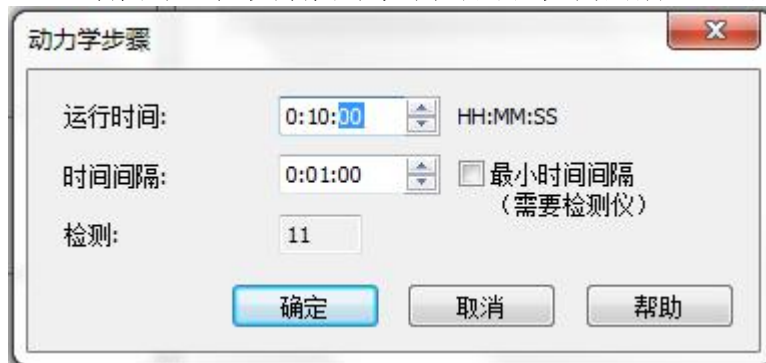 动力学步骤
运行时间: 0:10:00 HH:MM:SS
时间间隔: 0:01:00 最小时间间隔
（需要检测仪）
检测: 11
确定 取消 帮助